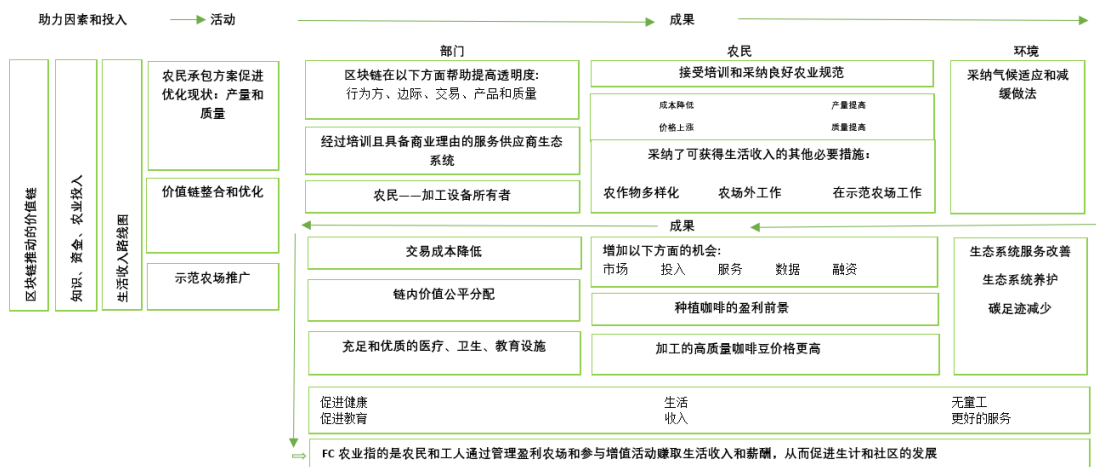 助力因素和投入
活动
成果
部门
农民
环境
区块链推动的价值链
知识、资金、农业投入
生活收入路线图
农民承包方案促进
优化现状：产量和
质量
价值链整合和优化
示范农场推广
区块链在以下方面帮助提高透明度:
行为方、边际、交易、产品和质量
经过培训且具备商业理由的服务供应商生态
系统
农民——加工设备所有者
接受培训和采纳良好农业规范
成本降低 产量提高
价格上涨 质量提高
采纳了可获得生活收入的其他必要措施：
农作物多样化 农场外工作 在示范农场工作
采纳气候适应和减
缓做法
成果
交易成本降低
链内价值公平分配
充足和优质的医疗、卫生、教育设施
增加以下方面的机会：
市场 投入 服务 数据 融资
种植咖啡的盈利前景
加工的高质量咖啡豆价格更高
生态系统服务改善
生态系统养护
碳足迹减少
促进健康 生活 无童工
促进教育 收入 更好的服务
FC 农业指的是农民和工人通过管理盈利农场和参与增值活动赚取生活收入和薪酬，从而促进生计和社区的发展